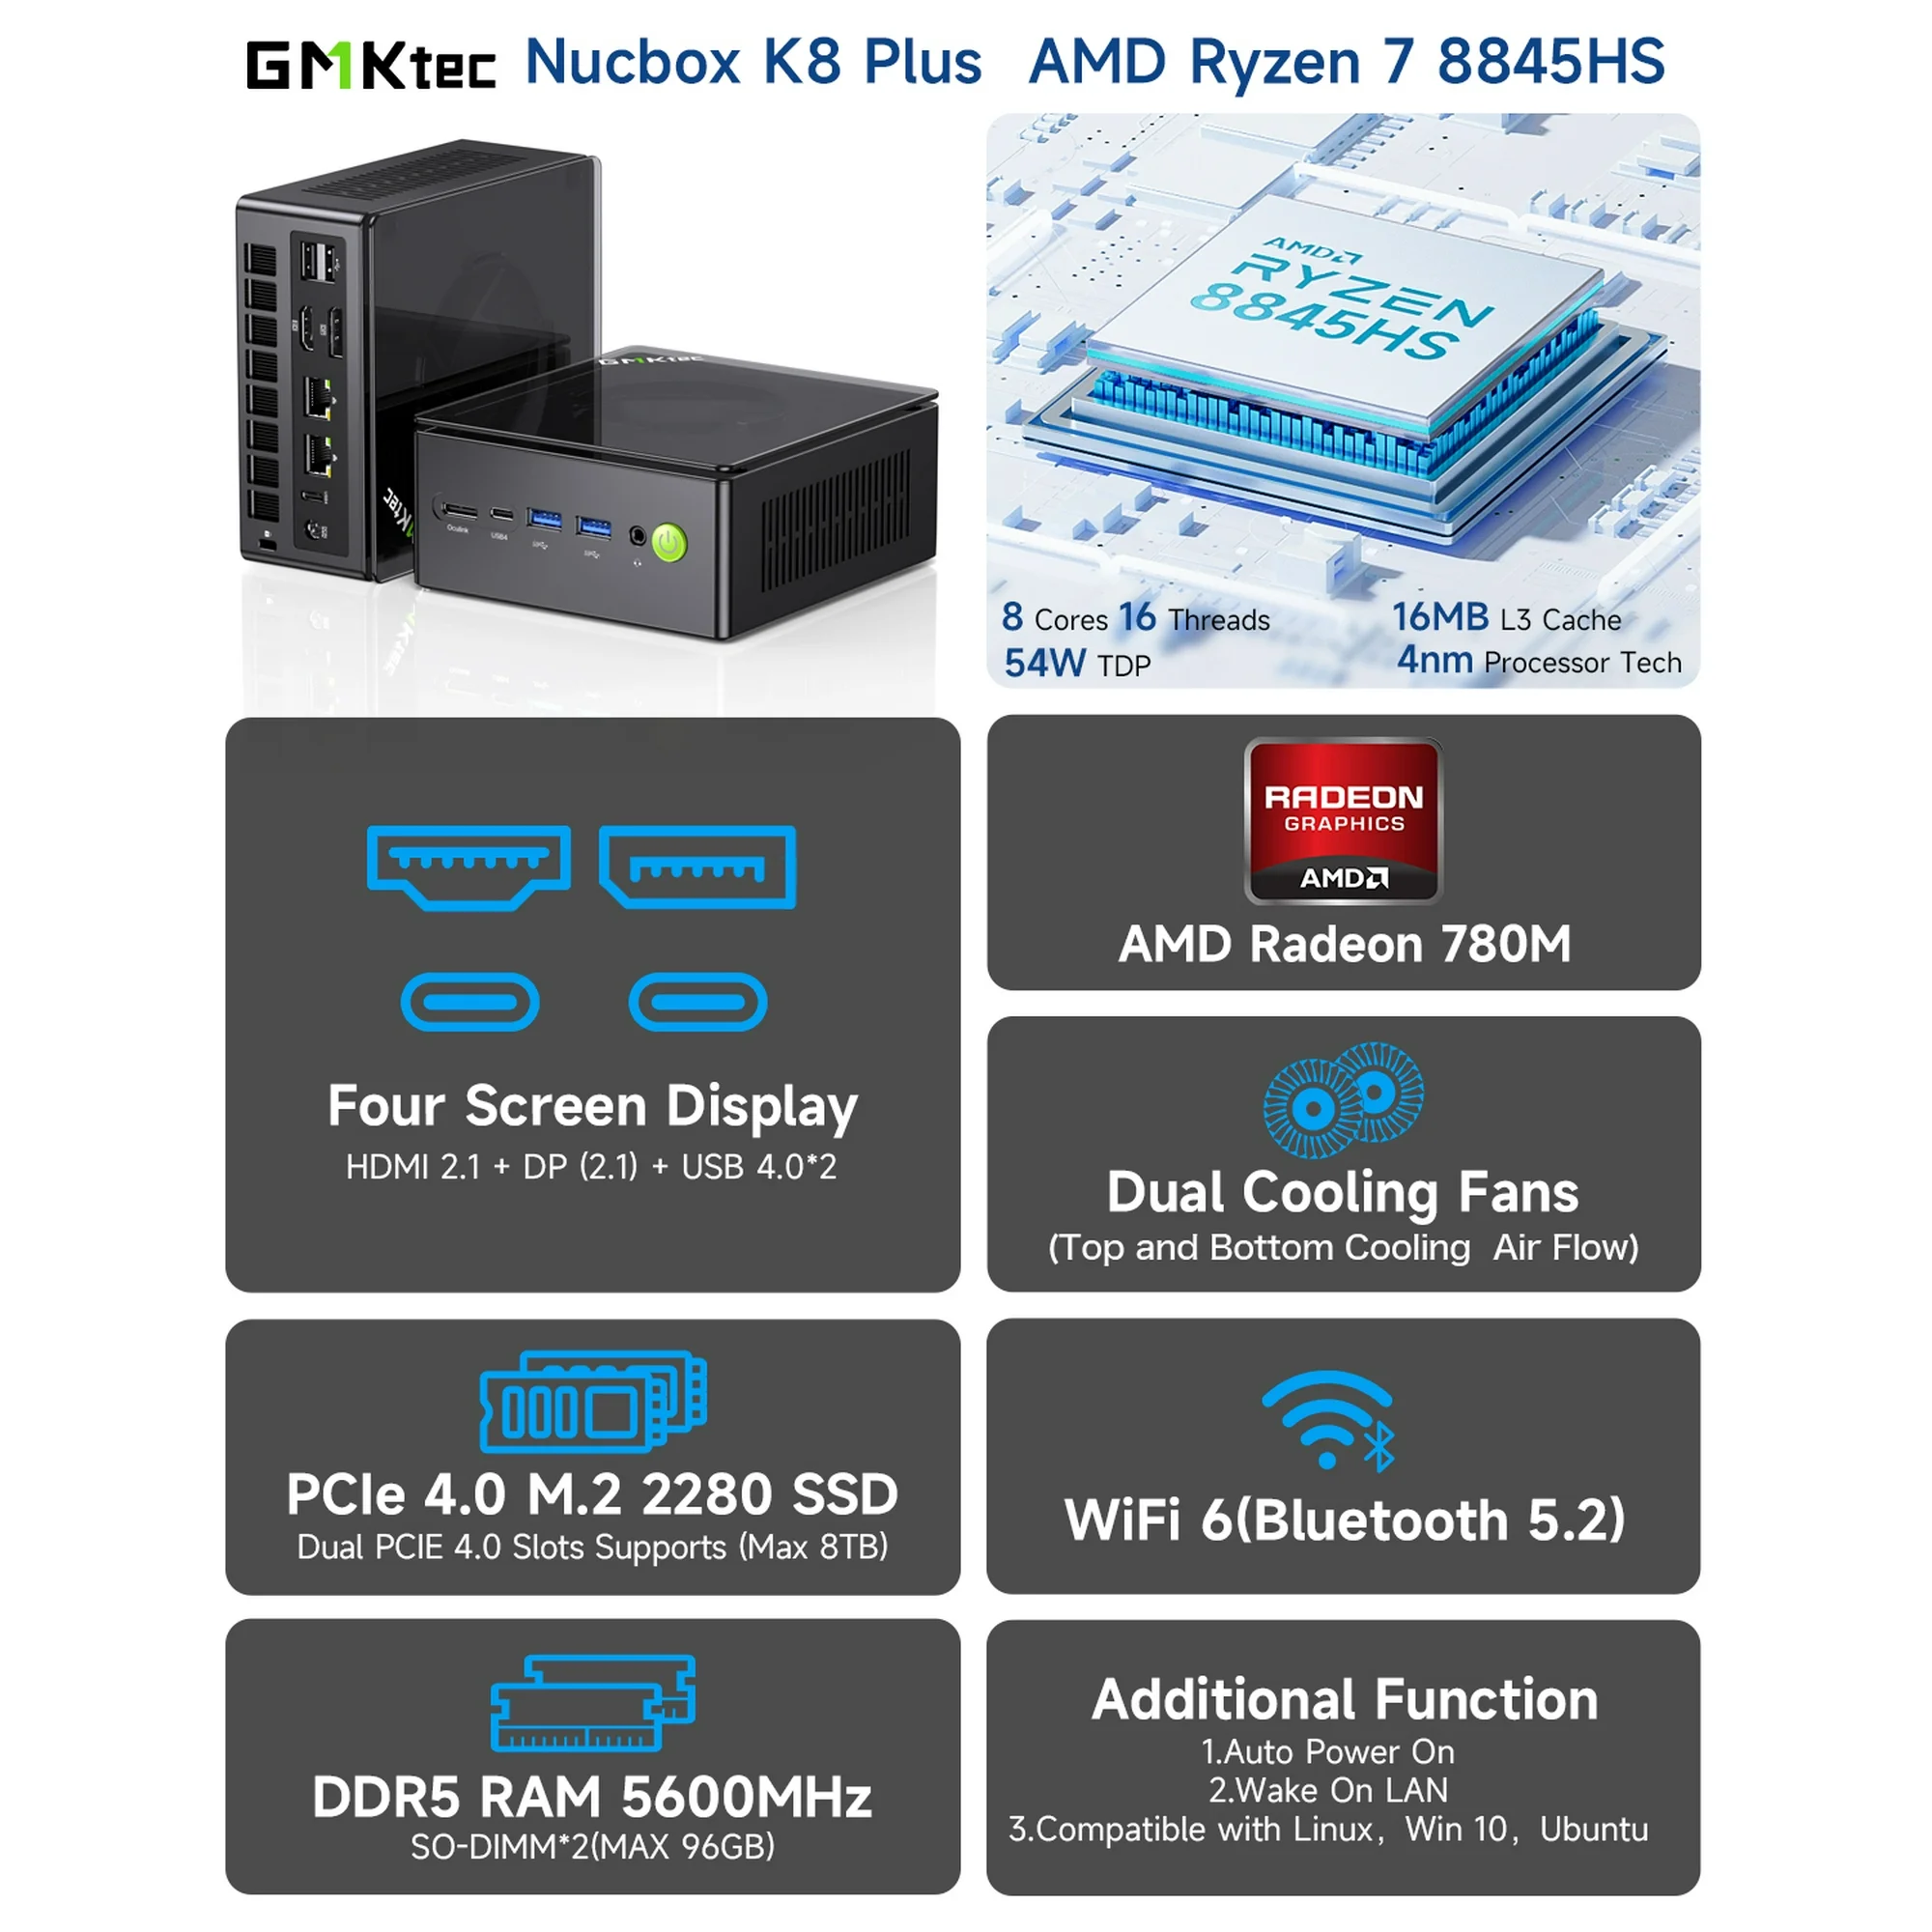 GMKtec Nucbox K8 Plus AMD Ryzen 7 8845HS
GMKtec
Oculink
USB4
Ktec
AMD
RYZEN
8845HS
8 Cores 16 Threads
16MB L3 Cache
54W TDP
4nm Processor Tech
RADEON
GRAPHICS
AMD
AMD Radeon 780M
Four Screen Display
HDMI 2.1 + DP (2.1) + USB 4.0*2
Dual Cooling Fans
(Top and Bottom Cooling Air Flow)
PCIe 4.0 M.2 2280 SSD
Dual PCIE 4.0 Slots Supports (Max 8TB)
WiFi 6(Bluetooth 5.2)
DDR5 RAM 5600MHz
SO-DIMM*2(MAX 96GB)
Additional Function
1.Auto Power On
2.Wake On LAN
3.Compatible with Linux, Win 10, Ubuntu